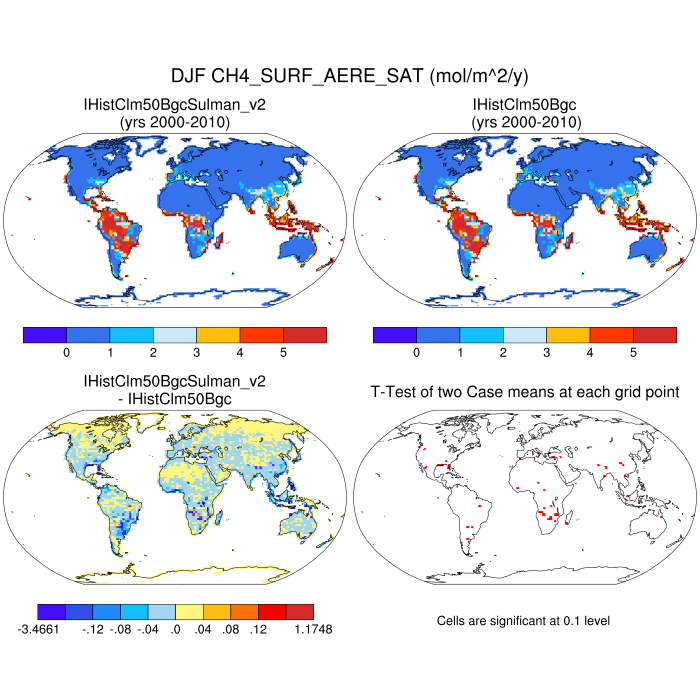 DJF CH4_SURF_AERE_SAT (mol/m^2/y)
IHistClm50BgcSulman_v2
(yrs 2000-2010)
IHistClm50Bgc
(yrs 2000-2010)
0 1 2 3 4 5
0 1 2 3 4 5
IHistClm50BgcSulman_v2
- IHistClm50Bgc
T-Test of two Case means at each grid point
-3.4661 -.12 -.08 -.04 .0 .04 .08 .12 1.1748
Cells are significant at 0.1 level